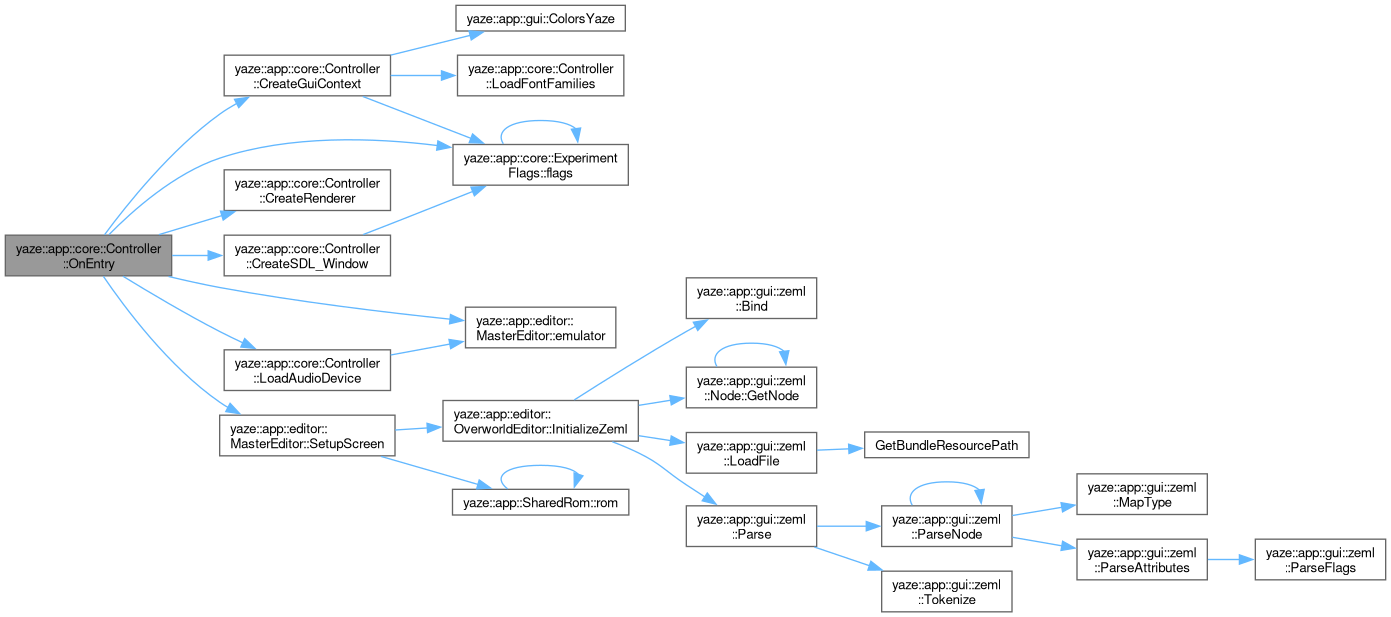 yaze::app::gui::ColorsYaze
yaze::app::core::Controller
::CreateGuiContext
yaze::app::core::Controller
::LoadFontFamilies
yaze::app::core::Experiment
Flags::flags
yaze::app::core::Controller
::CreateRenderer
yaze::app::core::Controller
::OnEntry
yaze::app::core::Controller
::CreateSDL_Window
yaze::app::gui::zeml
::Bind
yaze::app::editor::
MasterEditor::emulator
yaze::app::core::Controller
::LoadAudioDevice
yaze::app::gui::zeml
::Node::GetNode
yaze::app::editor::
MasterEditor::SetupScreen
yaze::app::editor::
OverworldEditor::InitializeZeml
yaze::app::gui::zeml
::LoadFile
GetBundleResourcePath
yaze::app::SharedRom::rom
yaze::app::gui::zeml
::Parse
yaze::app::gui::zeml
::ParseNode
yaze::app::gui::zeml
::MapType
yaze::app::gui::zeml
::ParseAttributes
yaze::app::gui::zeml
::ParseFlags
yaze::app::gui::zeml
::Tokenize